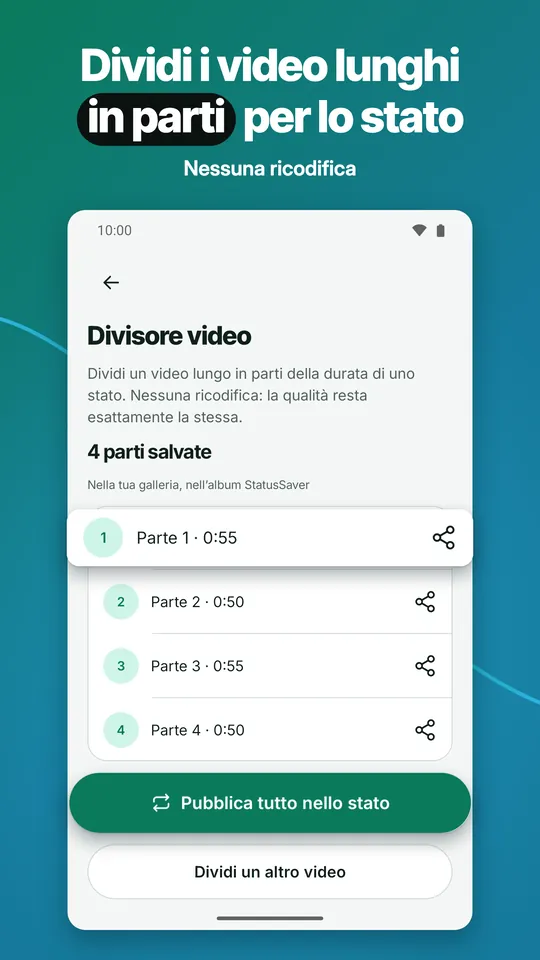 Dividi i video lunghi
in parti per lo stato
Nessuna ricodifica
10:00
Divisore video
Dividi un video lungo in parti della durata di uno
stato. Nessuna ricodifica: la qualità resta
esattamente la stessa.
4 parti salvate
Nella tua galleria, nell'album StatusSaver
1 Parte 1 · 0:55
2 Parte 2 · 0:50
3 Parte 3 · 0:55
4 Parte 4 · 0:50
Pubblica tutto nello stato
Dividi un altro video